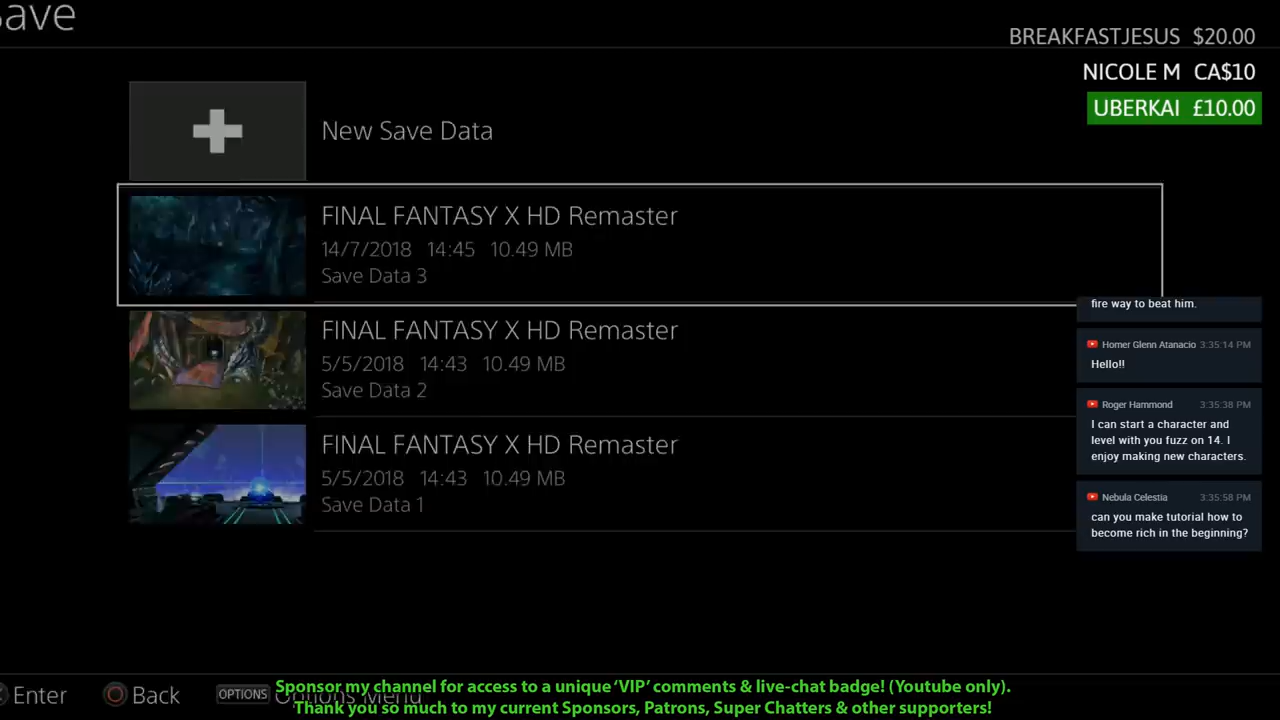 Save
BREAKFASTJESUS $20.00
NICOLE M CA$10
UBERKAI £10.00
New Save Data
FINAL FANTASY X HD Remaster
14/7/2018 14:45 10.49 MB
Save Data 3
FINAL FANTASY X HD Remaster
5/5/2018 14:43 10.49 MB
Save Data 2
FINAL FANTASY X HD Remaster
5/5/2018 14:43 10.49 MB
Save Data 1
fire way to beat him.
Homer Glenn Atanacio 3:35:14 PM
Hello!!
Roger Hammond 3:35:38 PM
I can start a character and
level with you fuzz on 14. I
enjoy making new characters.
Nebula Celestia 3:35:58 PM
can you make tutorial how to
become rich in the beginning?
Enter Back OPTIONS Options Menu
Sponsor my channel for access to a unique 'VIP' comments & live-chat badge! (Youtube only).
Thank you so much to my current Sponsors, Patrons, Super Chatters & other supporters!